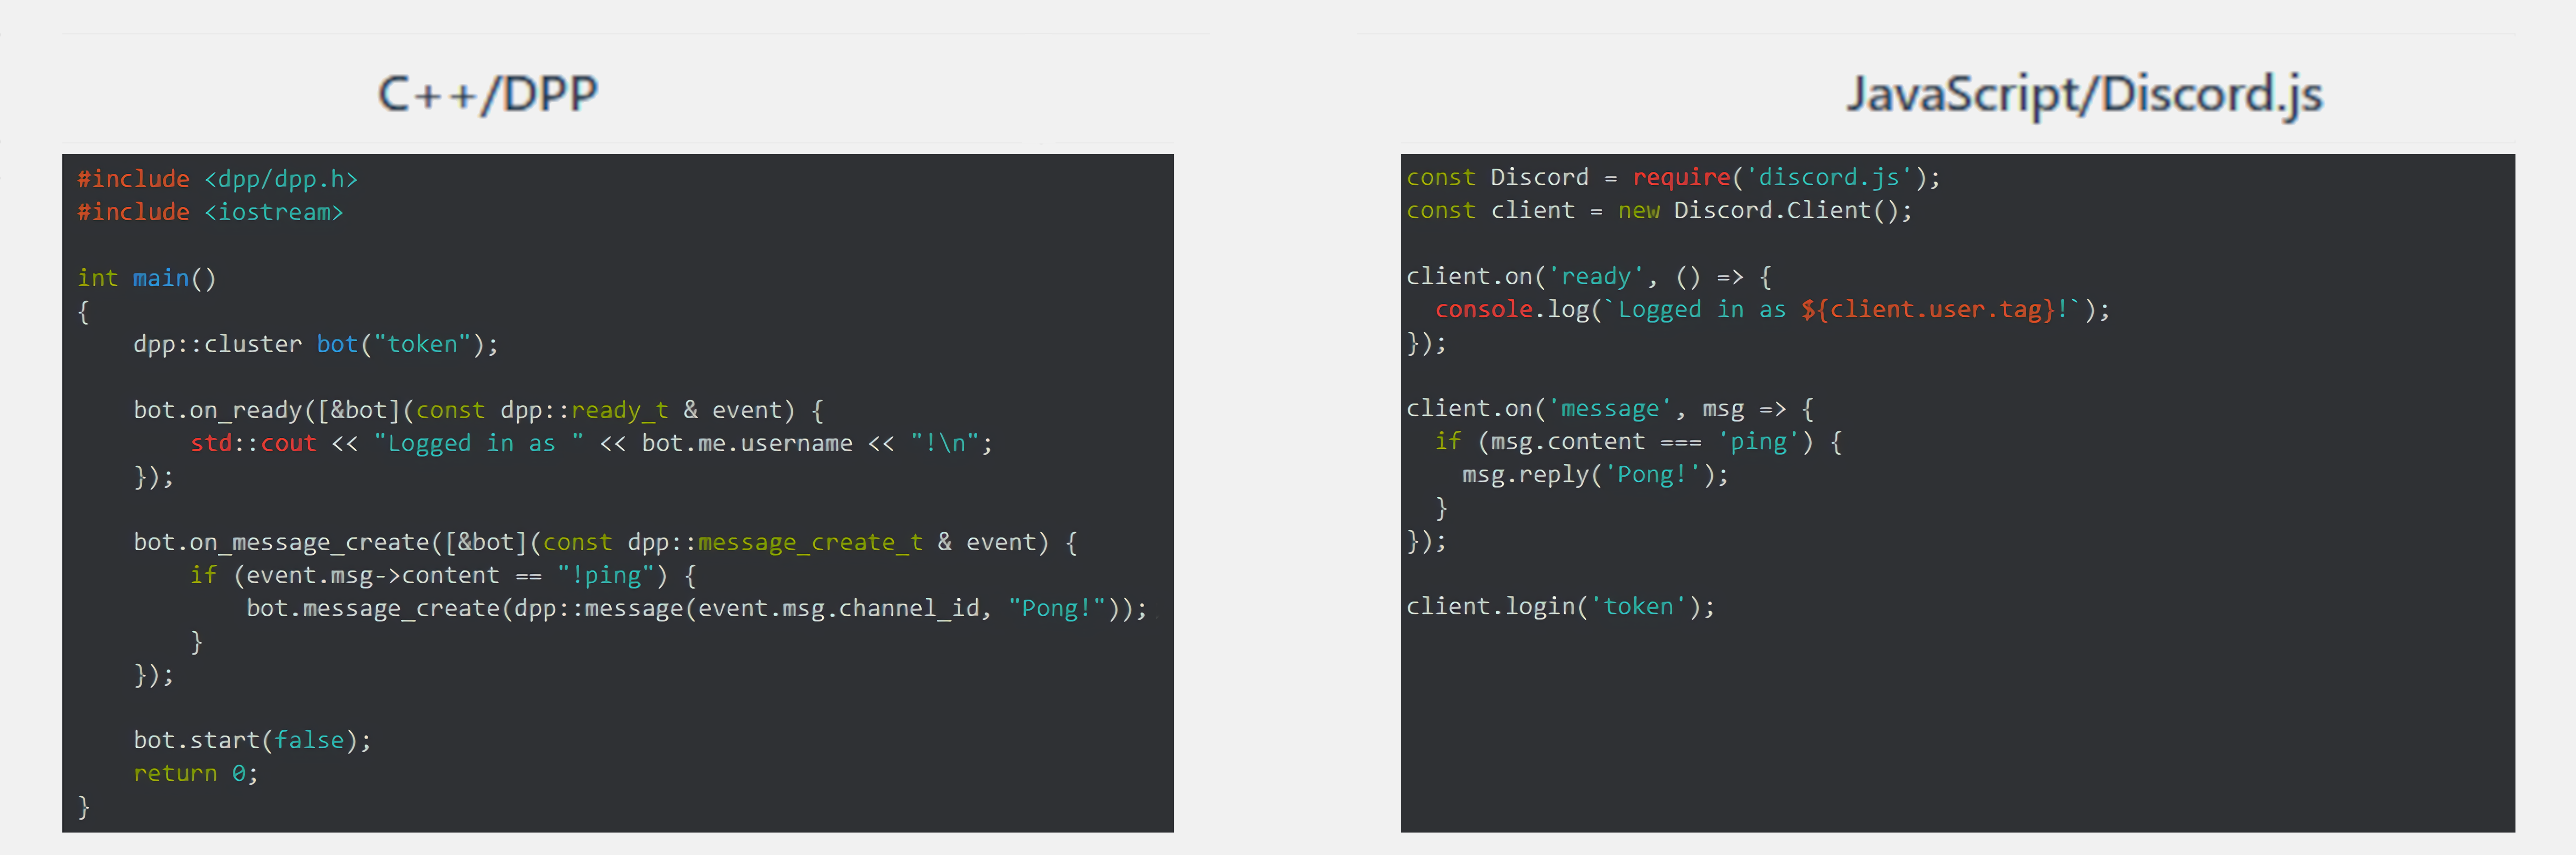 C++/DPP
#include <dpp/dpp.h>
#include <iostream>
int main()
{
dpp::cluster bot("token");
bot.on_ready([&bot](const dpp::ready_t & event) {
std::cout << "Logged in as " << bot.me.username << "!\n";
});
bot.on_message_create([&bot](const dpp::message_create_t & event) {
if (event.msg->content == "!ping") {
bot.message_create(dpp::message(event.msg.channel_id, "Pong!"));
}
});
bot.start(false);
return 0;
}
JavaScript/Discord.js
const Discord = require('discord.js');
const client = new Discord.Client();
client.on('ready', () => {
console.log(`Logged in as ${client.user.tag}!`);
});
client.on('message', msg => {
if (msg.content === 'ping') {
msg.reply('Pong!');
}
});
client.login('token');